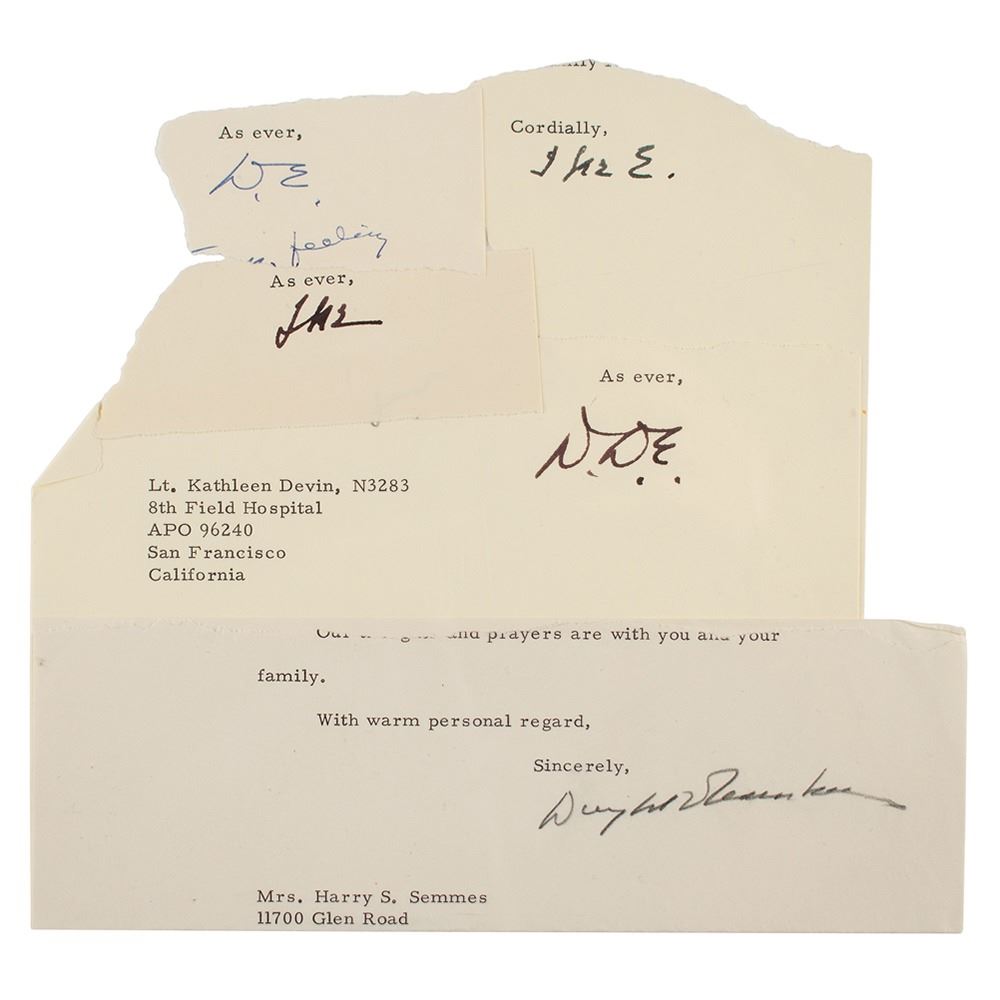 As ever,
D.E.
feeling
Cordially,
Ike E.
As ever,
Ike
As ever,
D.D.E.
Lt. Kathleen Devin, N3283
8th Field Hospital
APO 96240
San Francisco
California
and prayers are with you and your
family.
With warm personal regard,
Sincerely,
Dwight D Eisenhower
Mrs. Harry S. Semmes
11700 Glen Road